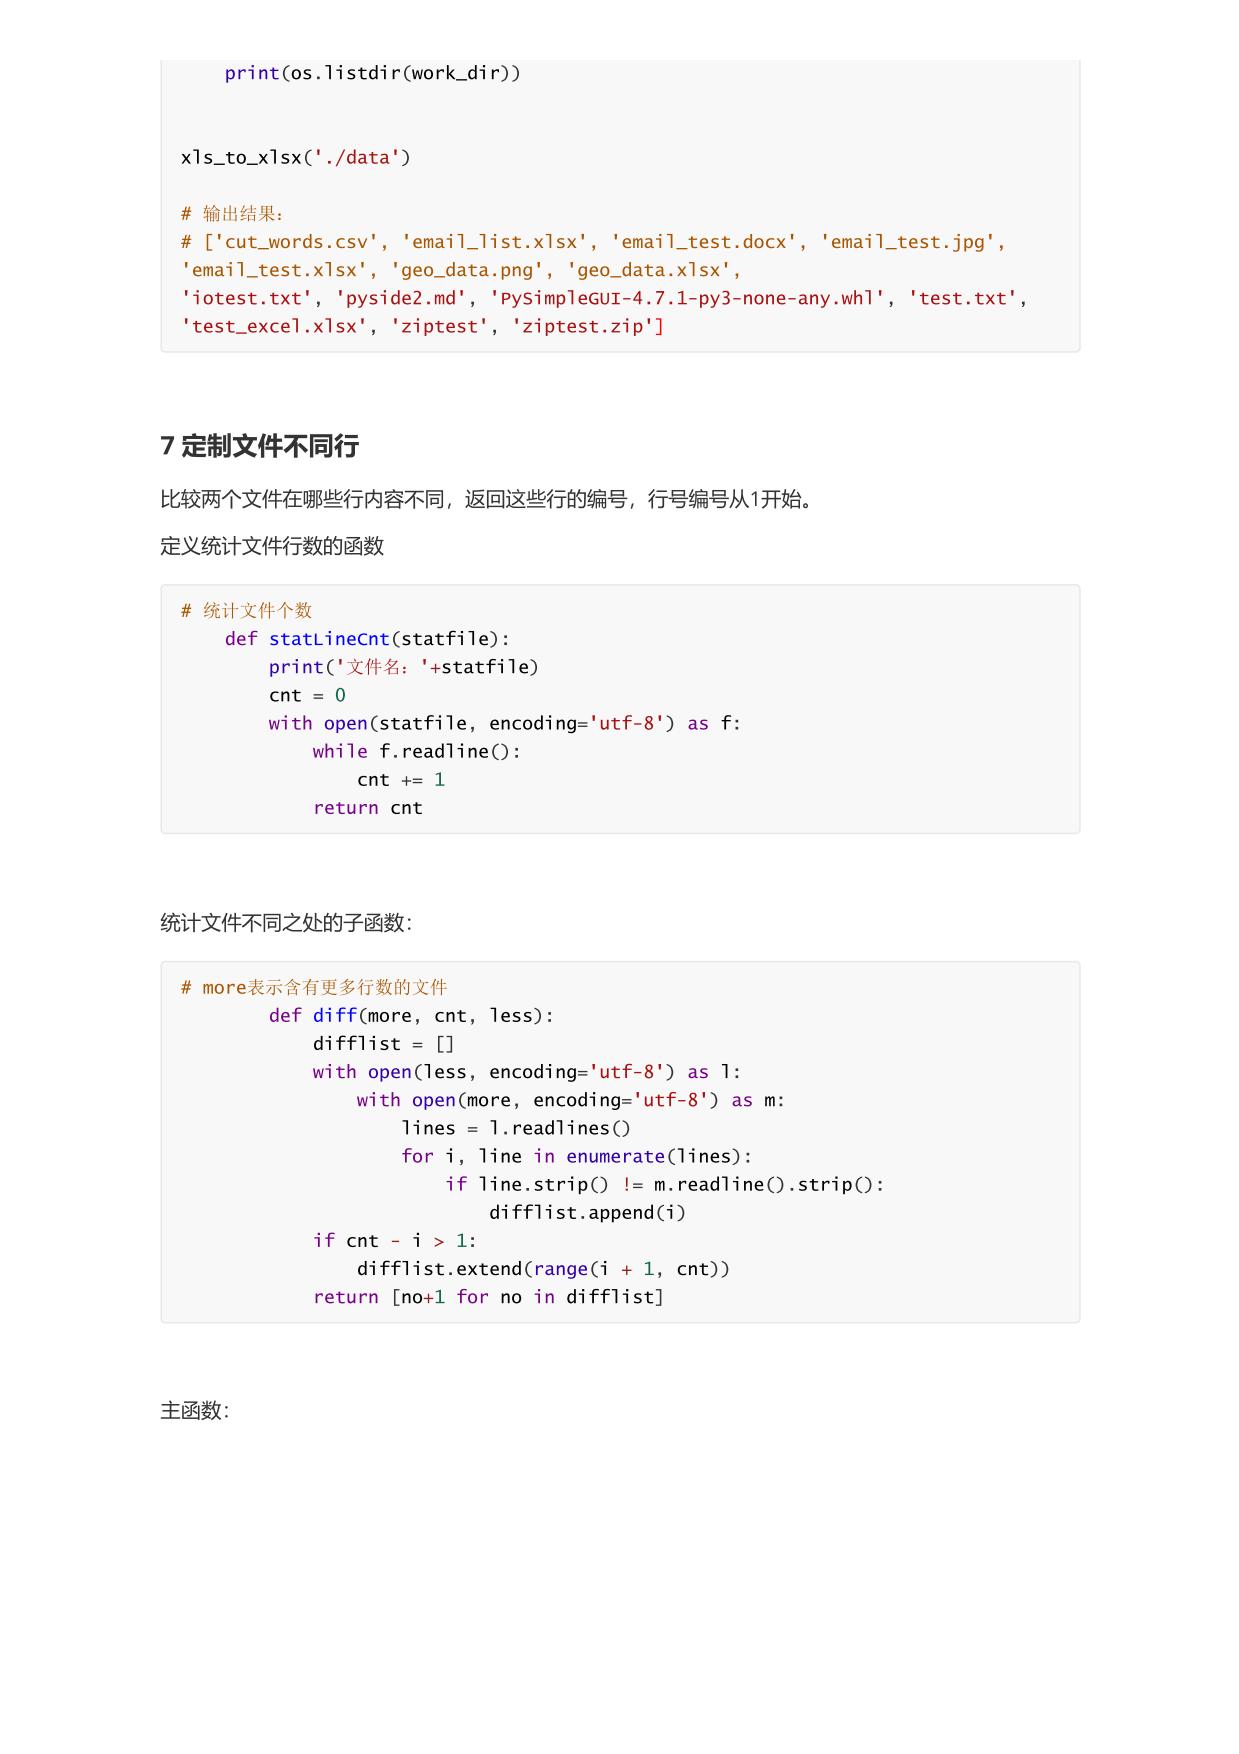 print(os.listdir(work_dir))
xls_to_xlsx('./data')
# 输出结果：
# ['cut_words.csv', 'email_list.xlsx', 'email_test.docx', 'email_test.jpg',
'email_test.xlsx', 'geo_data.png', 'geo_data.xlsx',
'iotest.txt', 'pyside2.md', 'PySimpleGUI-4.7.1-py3-none-any.whl', 'test.txt',
'test_excel.xlsx', 'ziptest', 'ziptest.zip']
7 定制文件不同行
比较两个文件在哪些行内容不同，返回这些行的编号，行号编号从1开始。
定义统计文件行数的函数
# 统计文件个数
    def statLineCnt(statfile):
        print('文件名：'+statfile)
        cnt = 0
        with open(statfile, encoding='utf-8') as f:
            while f.readline():
                cnt += 1
            return cnt
统计文件不同之处的子函数：
# more表示含有更多行数的文件
        def diff(more, cnt, less):
            difflist = []
            with open(less, encoding='utf-8') as l:
                with open(more, encoding='utf-8') as m:
                    lines = l.readlines()
                    for i, line in enumerate(lines):
                        if line.strip() != m.readline().strip():
                            difflist.append(i)
            if cnt - i > 1:
                difflist.extend(range(i + 1, cnt))
            return [no+1 for no in difflist]
主函数：